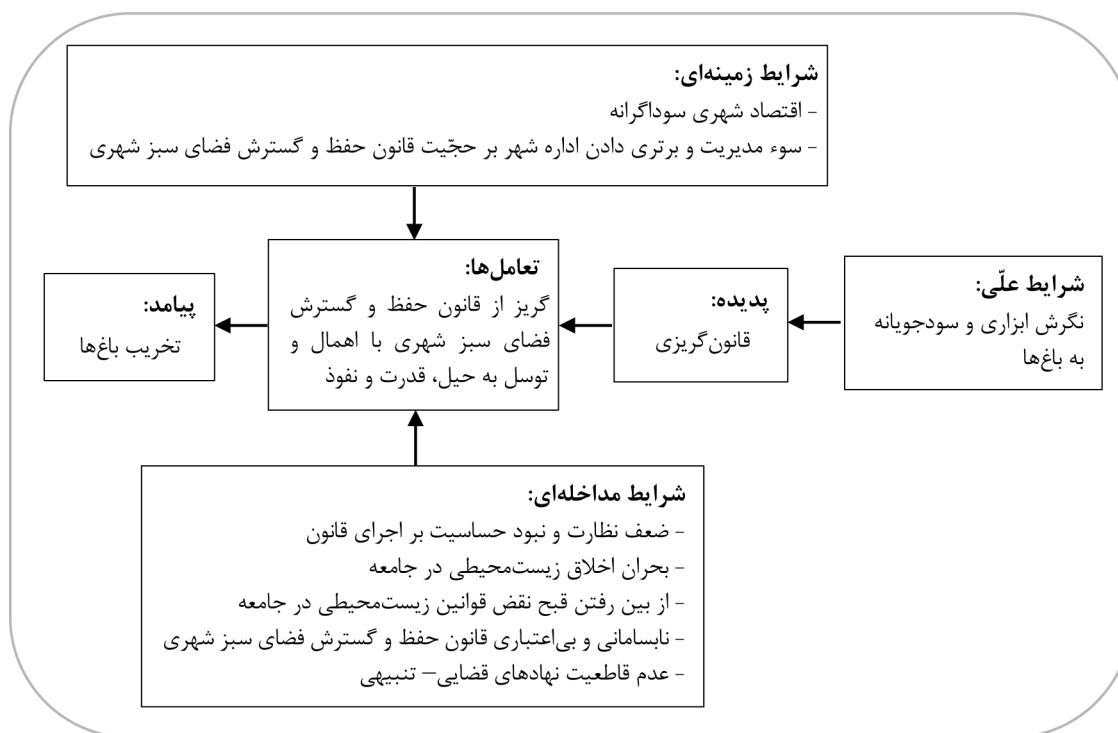 شرایط زمینه‌ای:
- اقتصاد شهری سوداگرانه
- سوء مدیریت و برتری دادن اداره شهر بر حجّیت قانون حفظ و گسترش فضای سبز شهری
شرایط علّی:
نگرش ابزاری و سودجویانه
به باغ‌ها
پدیده:
قانون‌گریزی
تعامل‌ها:
گریز از قانون حفظ و گسترش
فضای سبز شهری با اهمال و
توسل به حیل، قدرت و نفوذ
پیامد:
تخریب باغ‌ها
شرایط مداخله‌ای:
- ضعف نظارت و نبود حساسیت بر اجرای قانون
- بحران اخلاق زیست‌محیطی در جامعه
- از بین رفتن قبح نقض قوانین زیست‌محیطی در جامعه
- نابسامانی و بی‌اعتباری قانون حفظ و گسترش فضای سبز شهری
- عدم قاطعیت نهادهای قضایی– تنبیهی